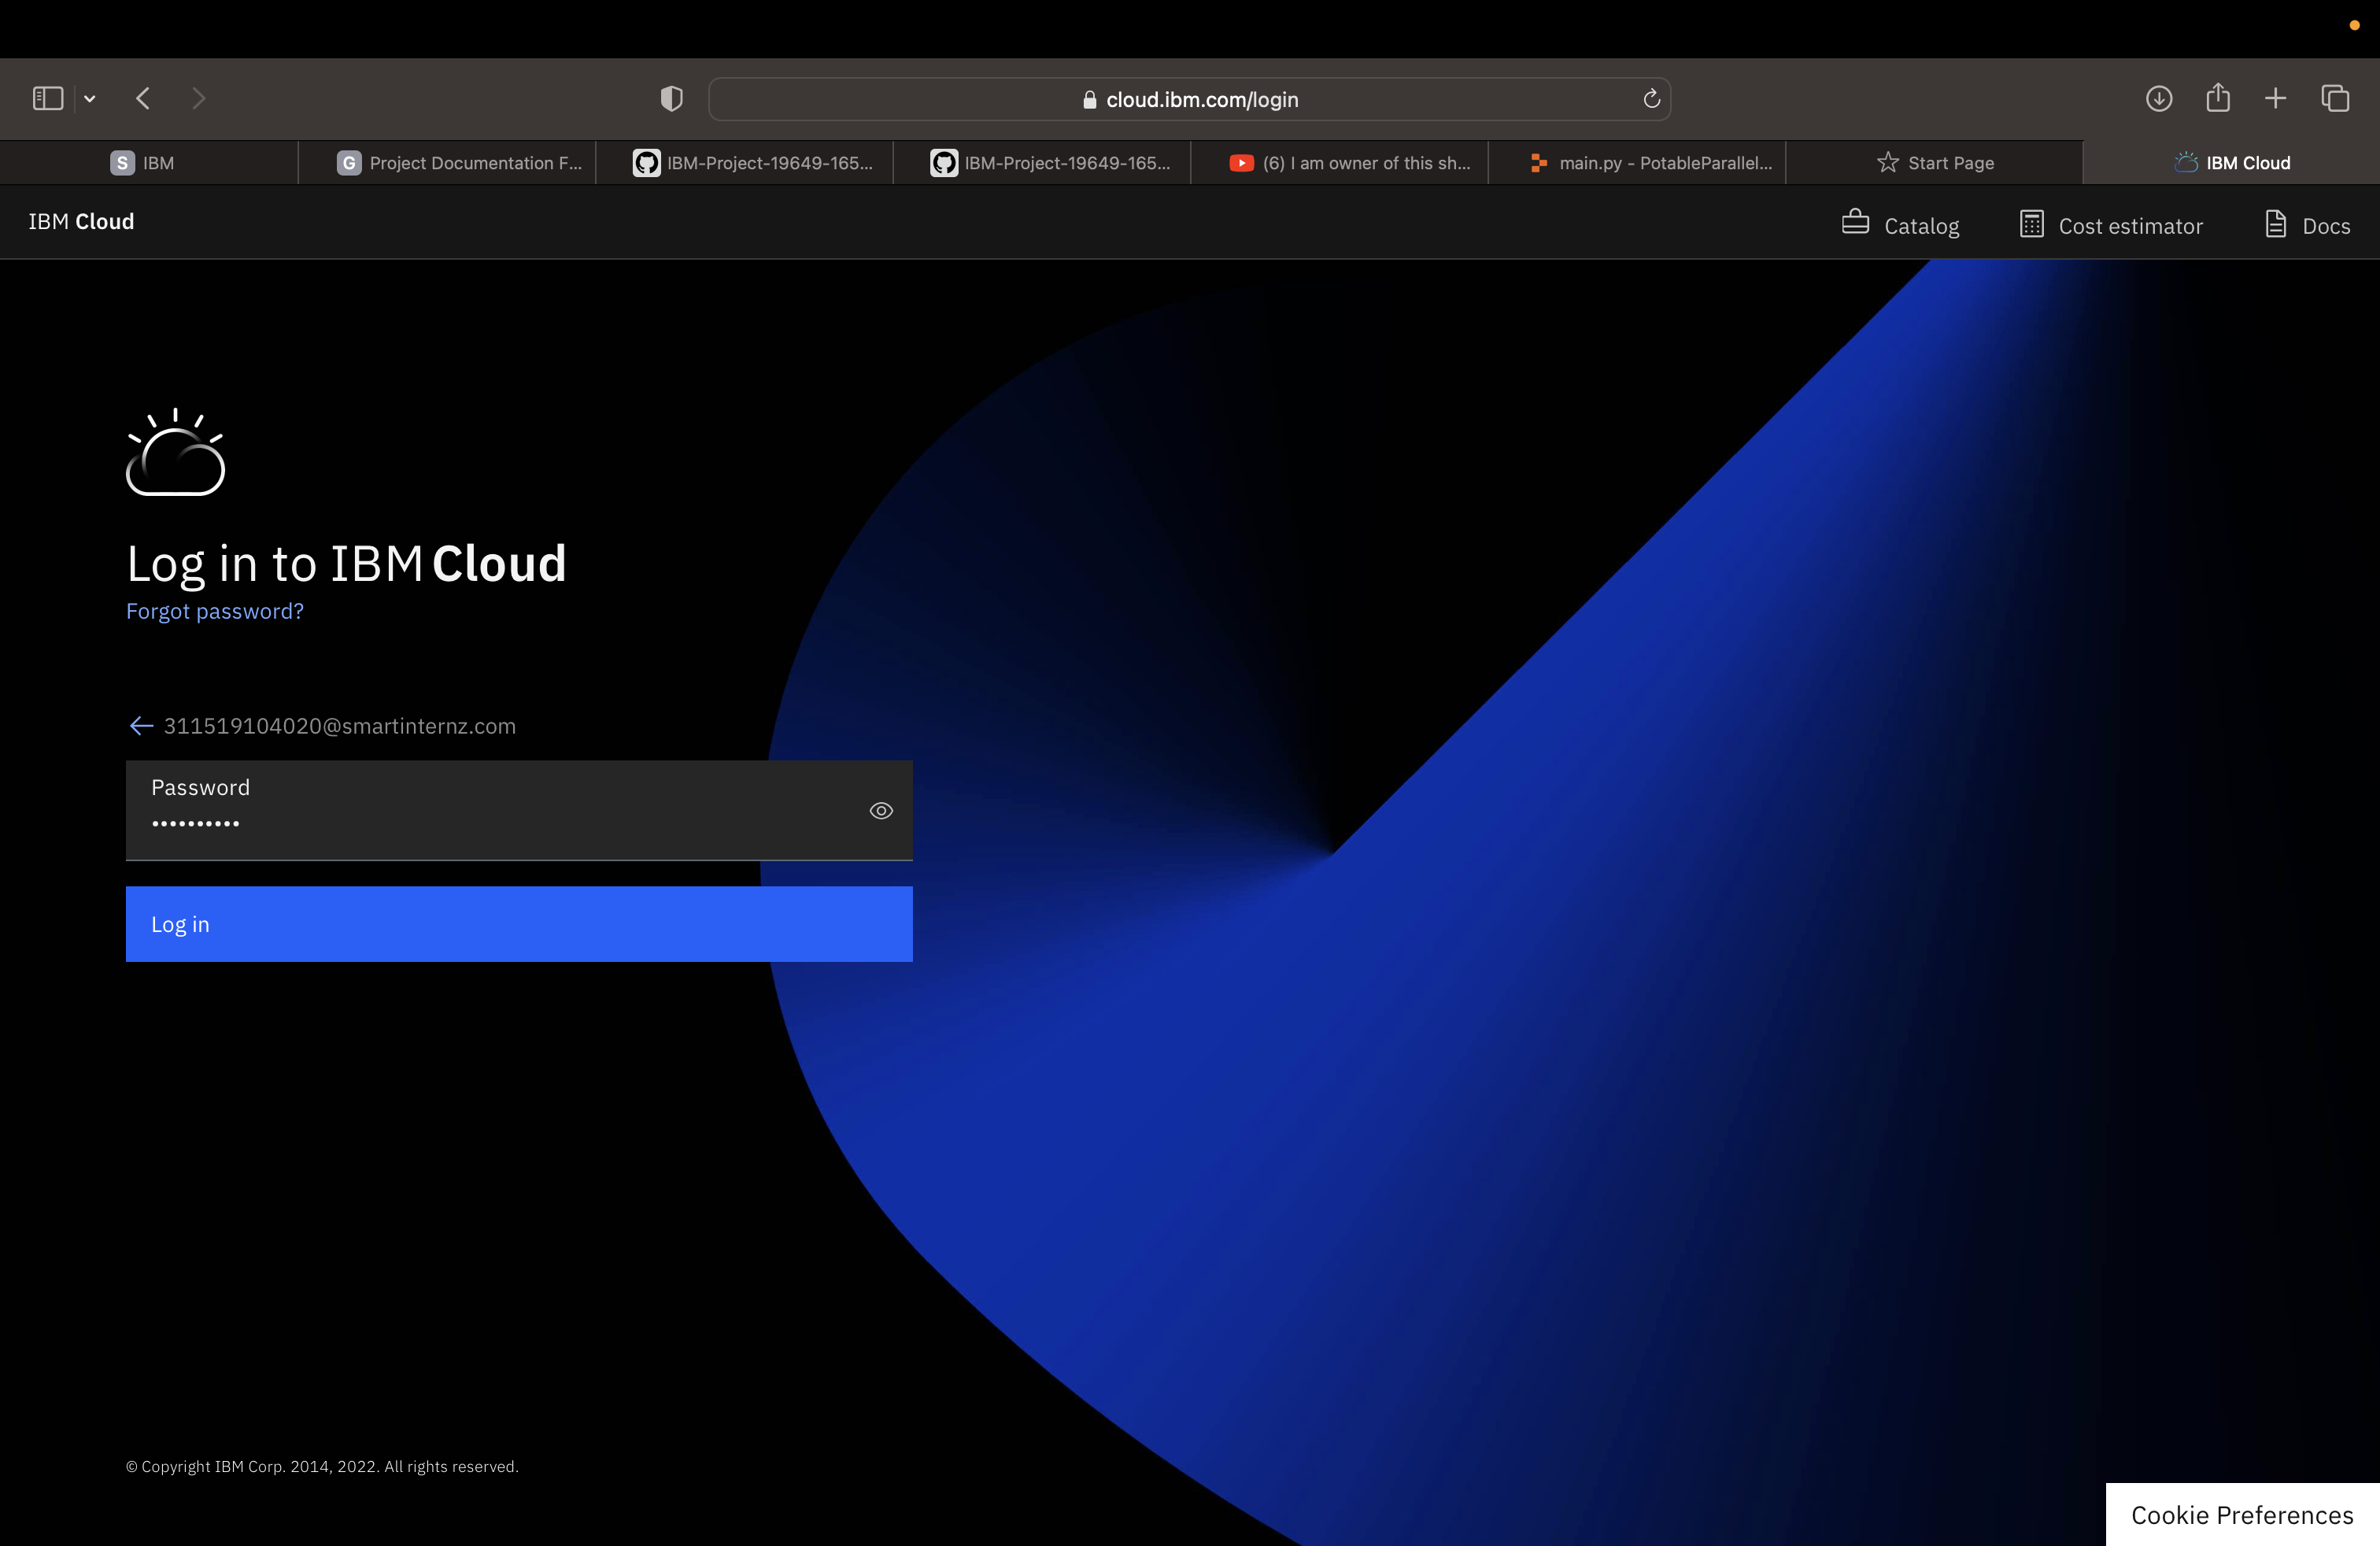 cloud.ibm.com/login
S IBM
G Project Documentation F...
IBM-Project-19649-165...
IBM-Project-19649-165...
(6) I am owner of this sh...
main.py - PotableParallel...
Start Page
IBM Cloud
IBM Cloud
Catalog
Cost estimator
Docs
Log in to IBM Cloud
Forgot password?
311519104020@smartinternz.com
Password
••••••••••
Log in
© Copyright IBM Corp. 2014, 2022. All rights reserved.
Cookie Preferences